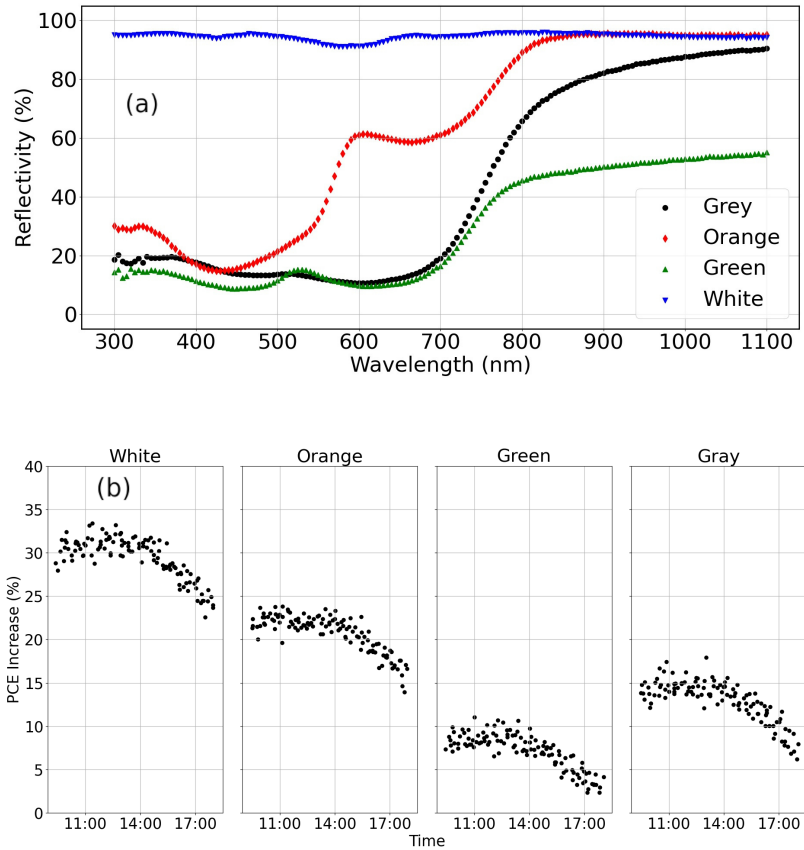 100
80
60
40
20
0
Reflectivity (%)
(a)
Grey
Orange
Green
White
300 400 500 600 700 800 900 1000 1100
Wavelength (nm)
White Orange Green Gray
(b)
40
35
30
25
20
15
10
5
0
PCE Increase (%)
11:00 14:00 17:00 11:00 14:00 17:00 11:00 14:00 17:00 11:00 14:00 17:00
Time